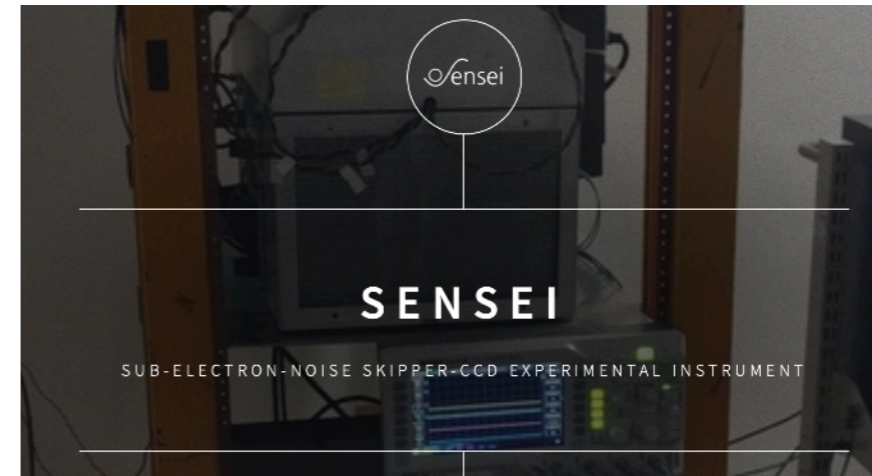 sensei
SENSEI
SUB-ELECTRON-NOISE SKIPPER-CCD EXPERIMENTAL INSTRUMENT